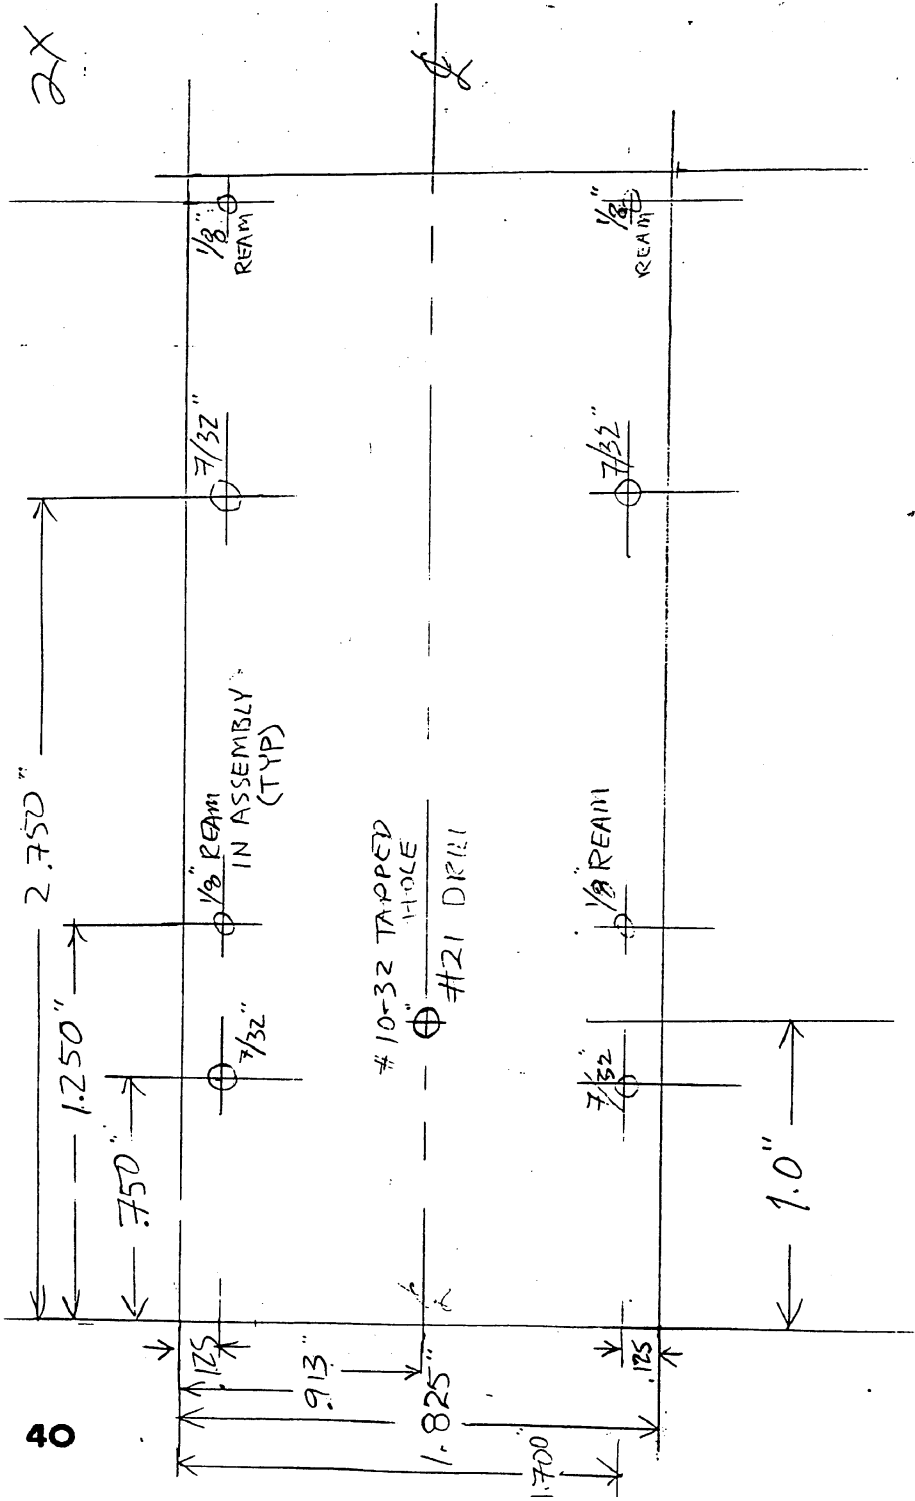 2X
1/8" REAM
1/8" REAM
7/32"
7/32"
2.750"
1/8" REAM
IN ASSEMBLY
(TYP)
#10-32 TAPPED
HOLE
#21 DRILL
1/8" REAM
1.250"
7/32"
7/32"
.750"
1.0"
.125
.913"
1.825"
1.700
.125
40